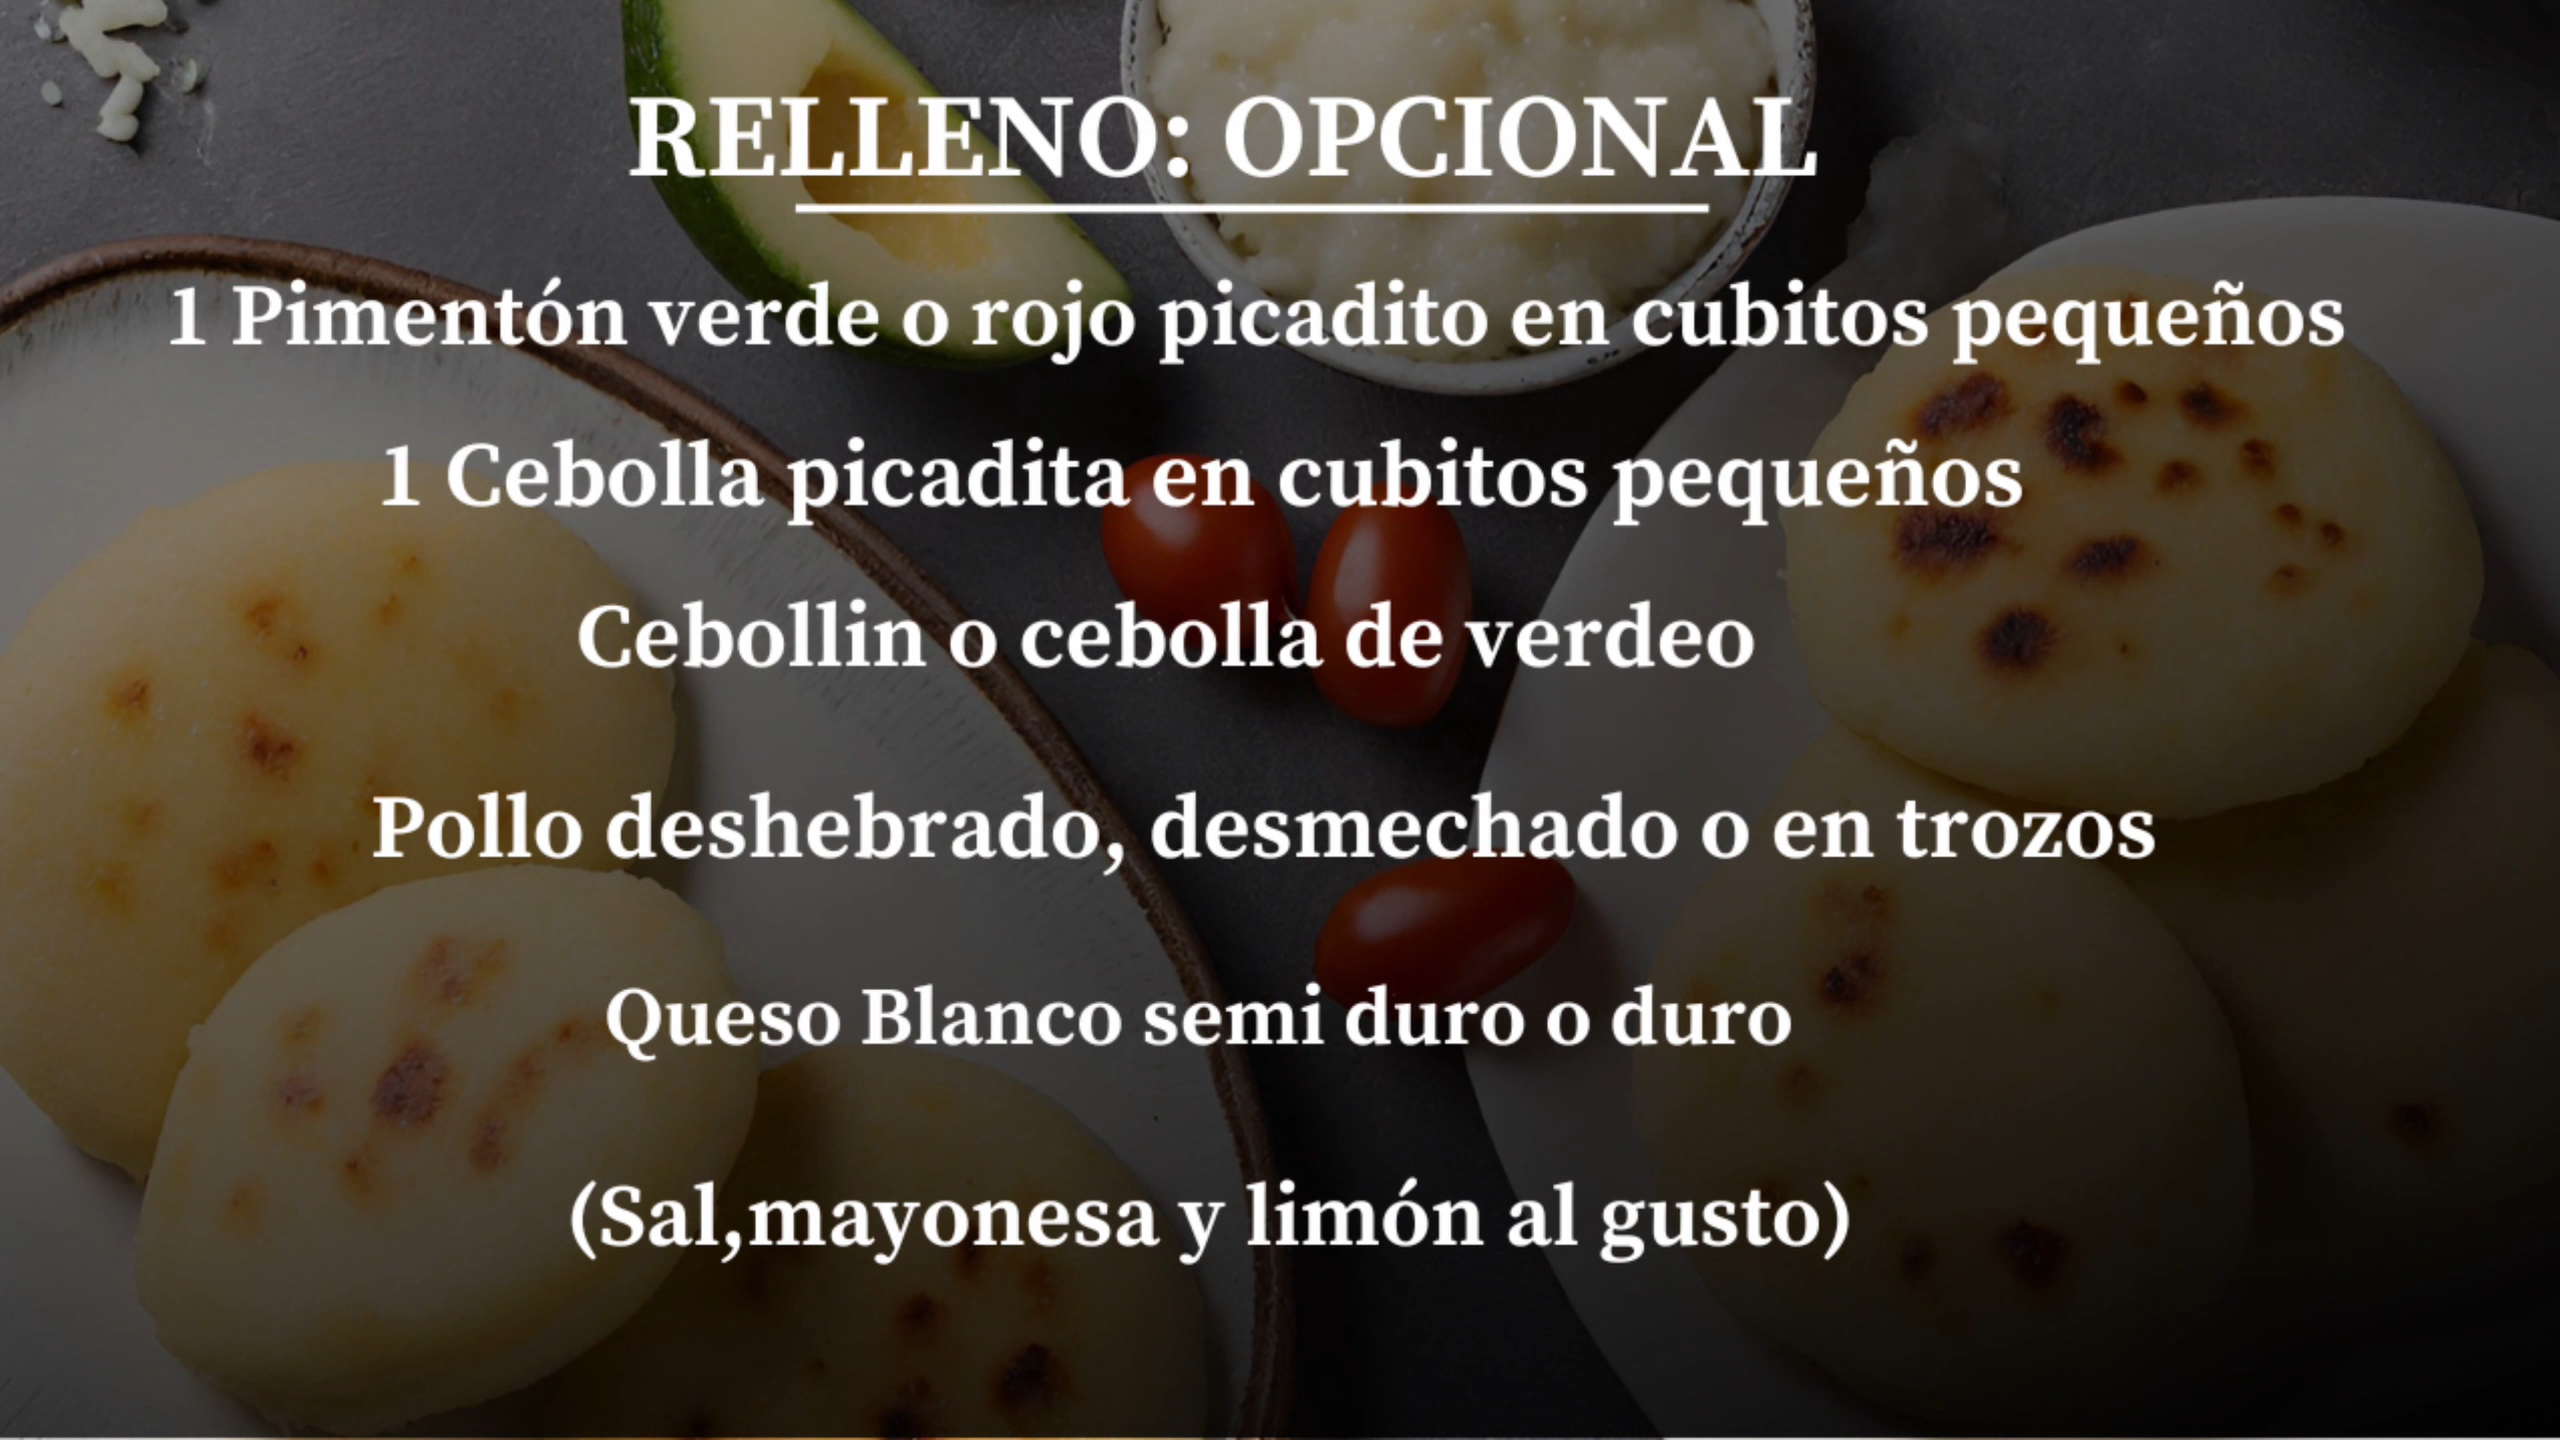 RELLENO: OPCIONAL
1 Pimentón verde o rojo picadito en cubitos pequeños
1 Cebolla picadita en cubitos pequeños
Cebollin o cebolla de verdeo
Pollo deshebrado, desmechado o en trozos
Queso Blanco semi duro o duro
(Sal,mayonesa y limón al gusto)